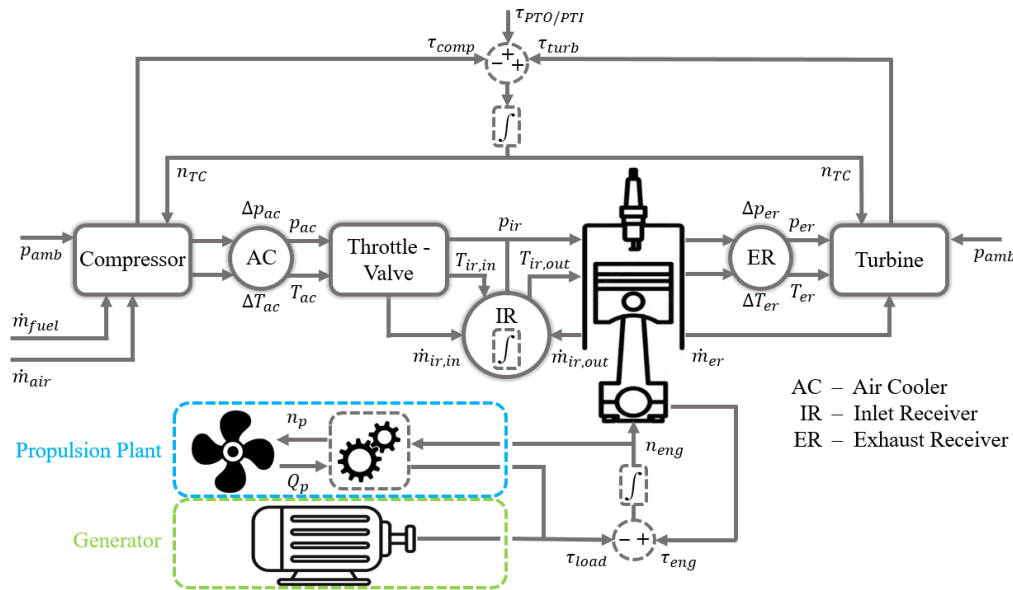 τ_PTO/PTI
τ_comp
τ_turb
- + +
∫
n_TC
n_TC
Δp_ac
p_ac
p_ir
Δp_er
p_er
p_amb
Compressor
AC
Throttle -
Valve
T_ir,in
T_ir,out
ER
Turbine
p_amb
ΔT_ac
T_ac
IR
∫
ΔT_er
T_er
ṁ_fuel
ṁ_ir,in
ṁ_ir,out
ṁ_er
ṁ_air
AC – Air Cooler
IR – Inlet Receiver
ER – Exhaust Receiver
Propulsion Plant
n_p
n_eng
Q_p
∫
Generator
- +
τ_load
τ_eng